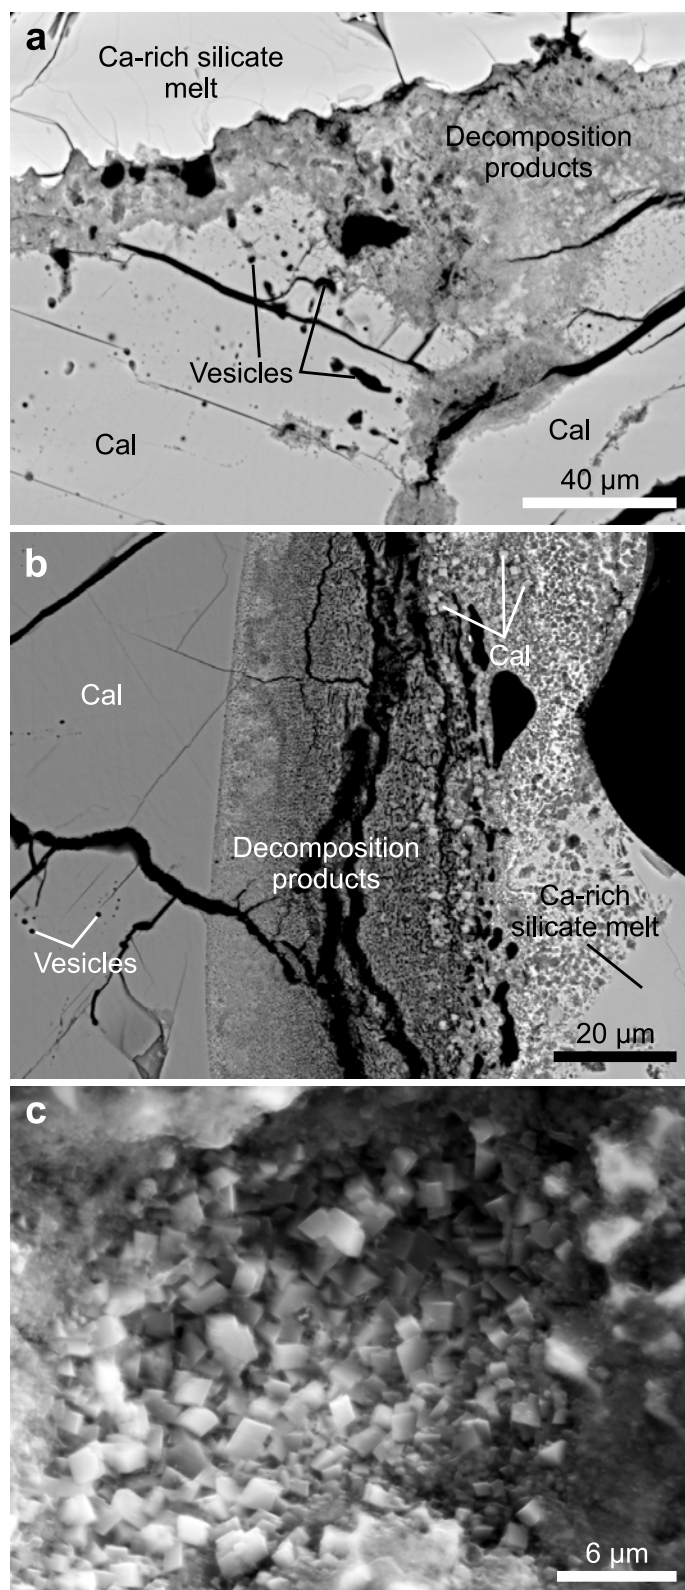 a
Ca-rich silicate
melt
Decomposition
products
Vesicles
Cal
Cal
40 µm
b
Cal
Cal
Decomposition
products
Ca-rich
silicate melt
Vesicles
20 µm
c
6 µm